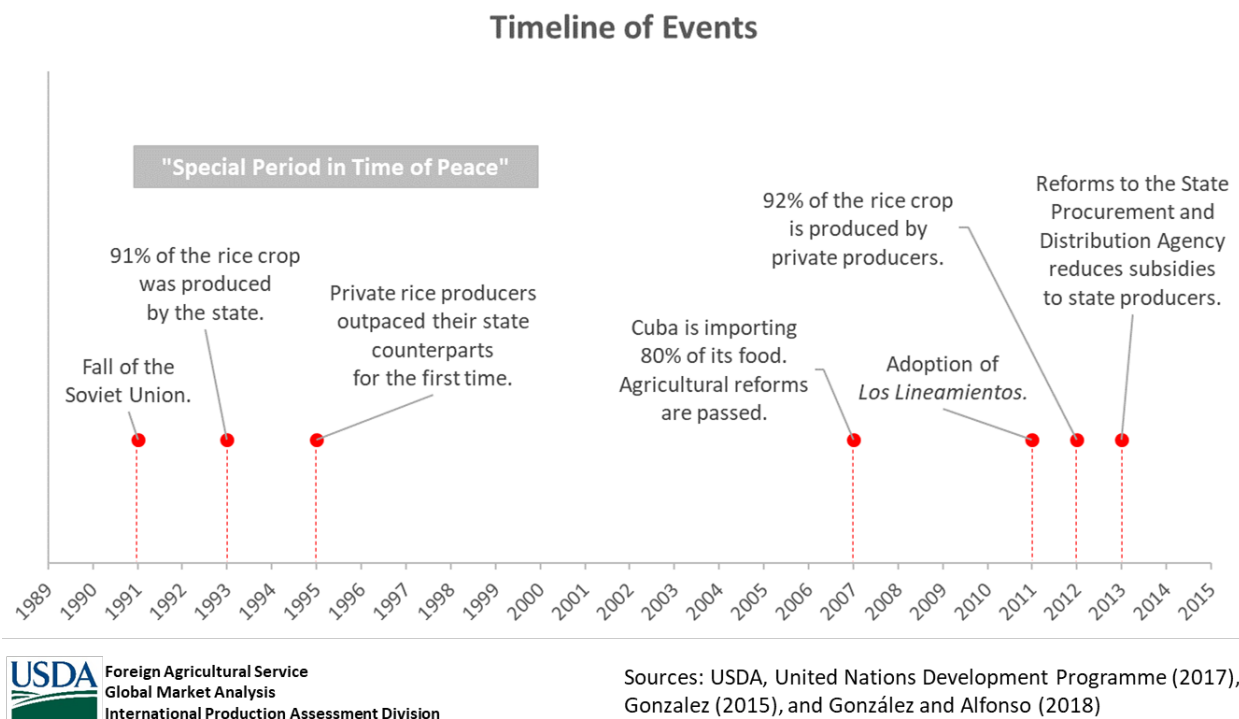 Timeline of Events
"Special Period in Time of Peace"
91% of the rice crop
was produced
by the state.
Fall of the
Soviet Union.
Private rice producers
outpaced their state
counterparts
for the first time.
Cuba is importing
80% of its food.
Agricultural reforms
are passed.
92% of the rice crop
is produced by
private producers.
Adoption of
Los Lineamientos.
Reforms to the State
Procurement and
Distribution Agency
reduces subsidies
to state producers.
1989 1990 1991 1992 1993 1994 1995 1996 1997 1998 1999 2000 2001 2002 2003 2004 2005 2006 2007 2008 2009 2010 2011 2012 2013 2014 2015
USDA
Foreign Agricultural Service
Global Market Analysis
International Production Assessment Division
Sources: USDA, United Nations Development Programme (2017),
Gonzalez (2015), and González and Alfonso (2018)